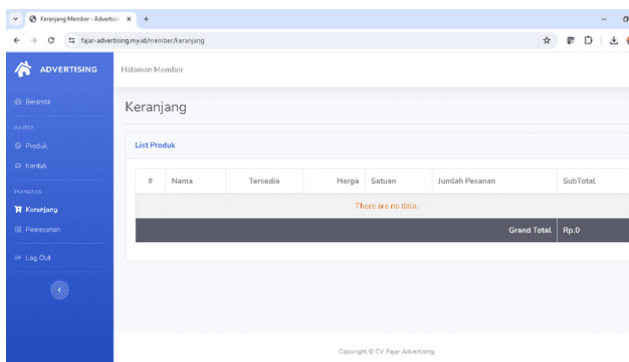 Keranjang Member - Adverti
fajar-advertising.my.id/member/keranjang
ADVERTISING
Halaman Member
Beranda
MASTER
Produk
Kontak
TRANSAKSI
Keranjang
Pemesanan
Log Out
Keranjang
List Produk
# Nama Tersedia Harga Satuan Jumlah Pesanan SubTotal
There are no data.
Grand Total Rp.0
Copyright © CV. Fajar Advertising